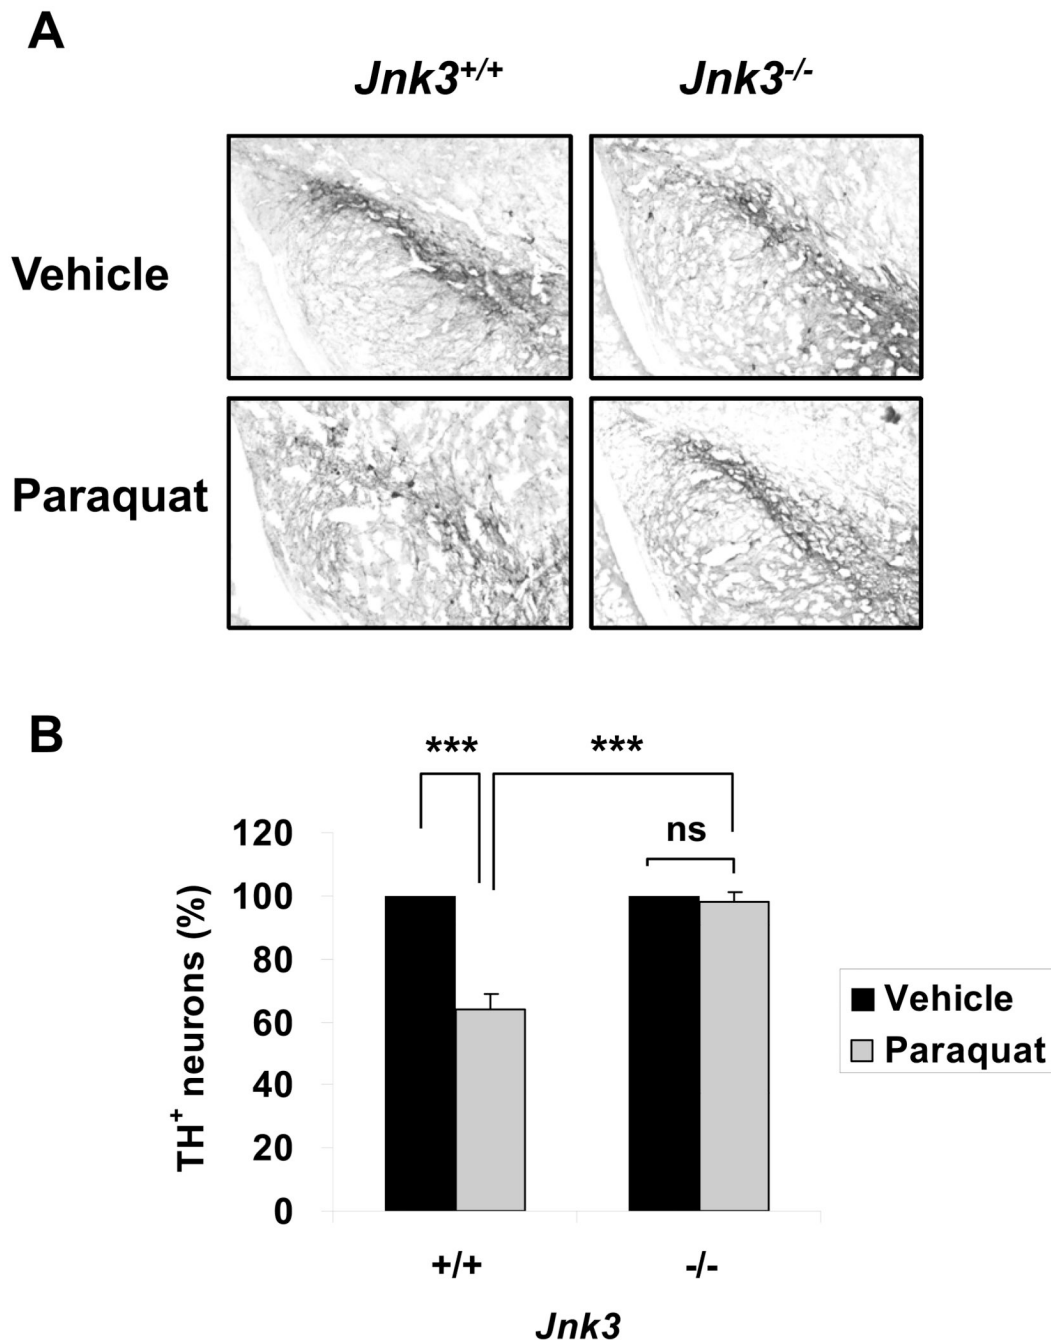 A
Jnk3+/+ Jnk3-/-
Vehicle
Paraquat
B
*** ***
ns
120
100
80
60
40
20
0
TH+ neurons (%)
+/+ -/-
Jnk3
Vehicle
Paraquat